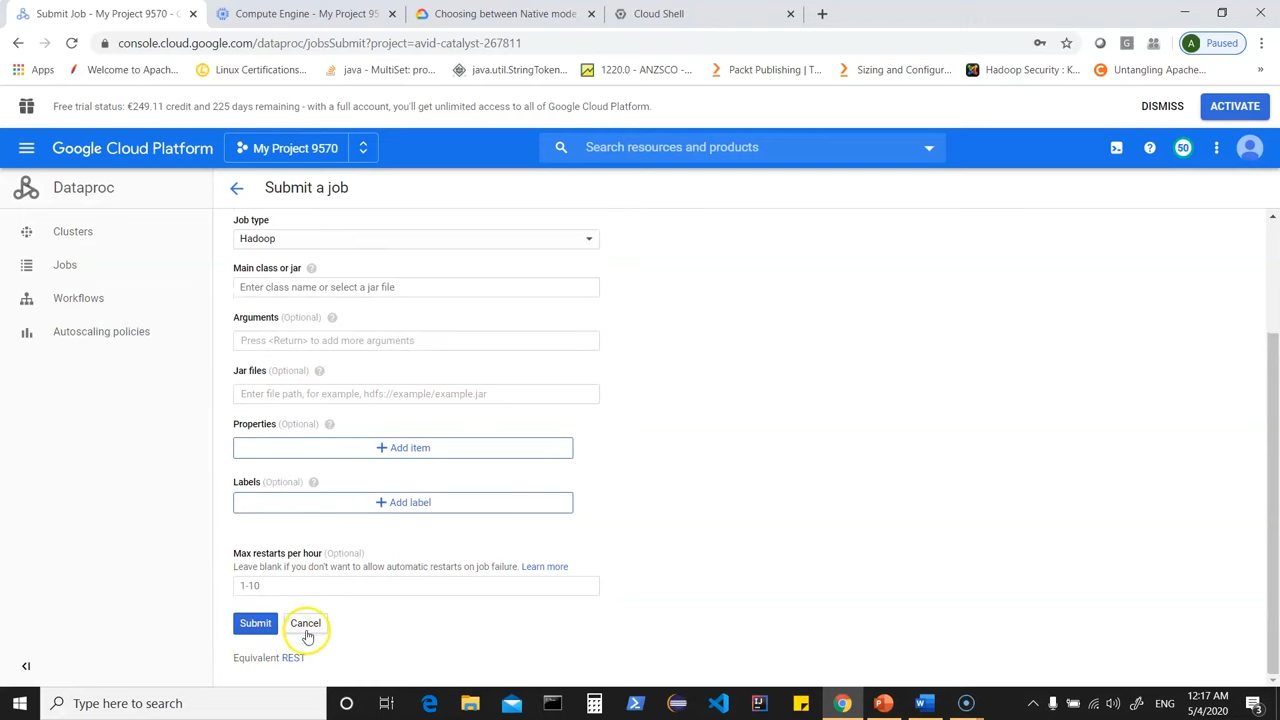 Submit Job - My Project 9570 - C
Compute Engine - My Project 95
Choosing between Native mode
Cloud Shell
console.cloud.google.com/dataproc/jobsSubmit?project=avid-catalyst-267811
A Paused
Apps
Welcome to Apach...
Linux Certifications...
java - MultiSet: pro...
java.util.StringToken...
1220.0 - ANZSCO -...
Packt Publishing | T...
Sizing and Configur...
Hadoop Security : K...
Untangling Apache...
»
Free trial status: €249.11 credit and 225 days remaining - with a full account, you'll get unlimited access to all of Google Cloud Platform.
DISMISS
ACTIVATE
Google Cloud Platform
My Project 9570
Search resources and products
50
Dataproc
Submit a job
Clusters
Jobs
Workflows
Autoscaling policies
Job type
Hadoop
Main class or jar
Enter class name or select a jar file
Arguments (Optional)
Press <Return> to add more arguments
Jar files (Optional)
Enter file path, for example, hdfs://example/example.jar
Properties (Optional)
+ Add item
Labels (Optional)
+ Add label
Max restarts per hour (Optional)
Leave blank if you don't want to allow automatic restarts on job failure. Learn more
1-10
Submit
Cancel
Equivalent REST
Type here to search
ENG
12:17 AM
5/4/2020
3